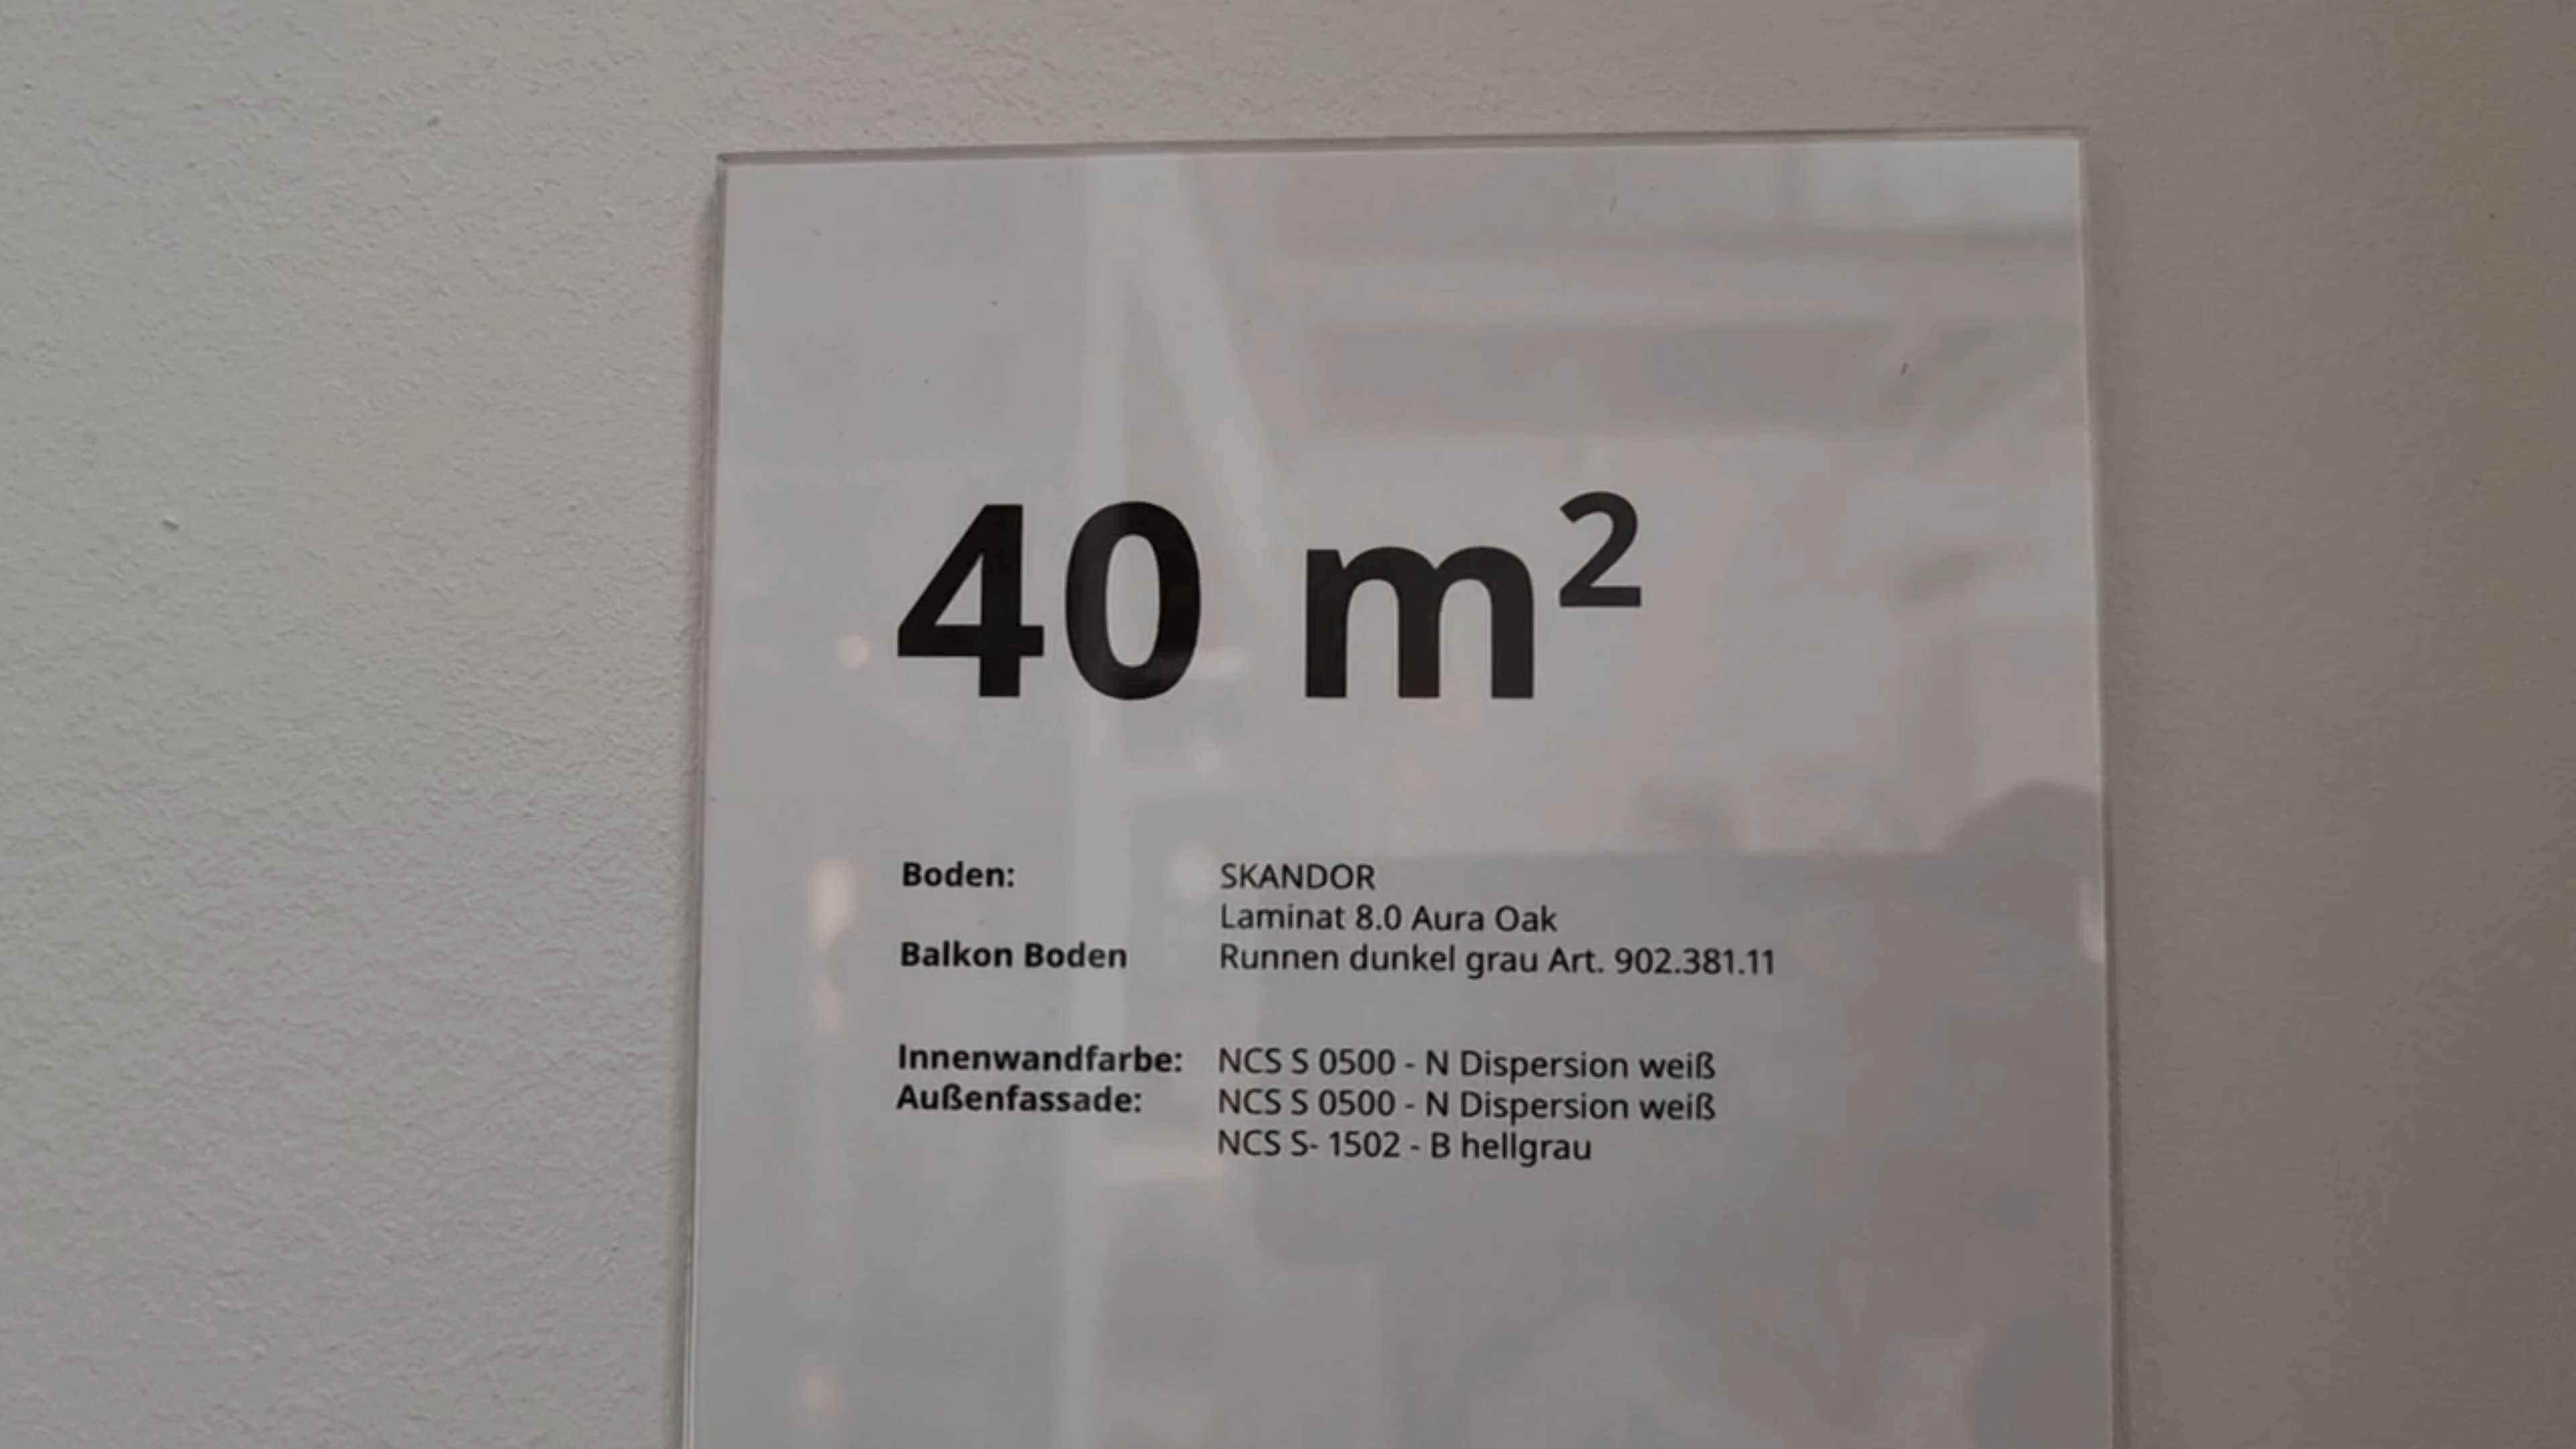 40 m²
Boden: SKANDOR
Laminat 8.0 Aura Oak
Balkon Boden Runnen dunkel grau Art. 902.381.11
Innenwandfarbe: NCS S 0500 - N Dispersion weiß
Außenfassade: NCS S 0500 - N Dispersion weiß
NCS S- 1502 - B hellgrau